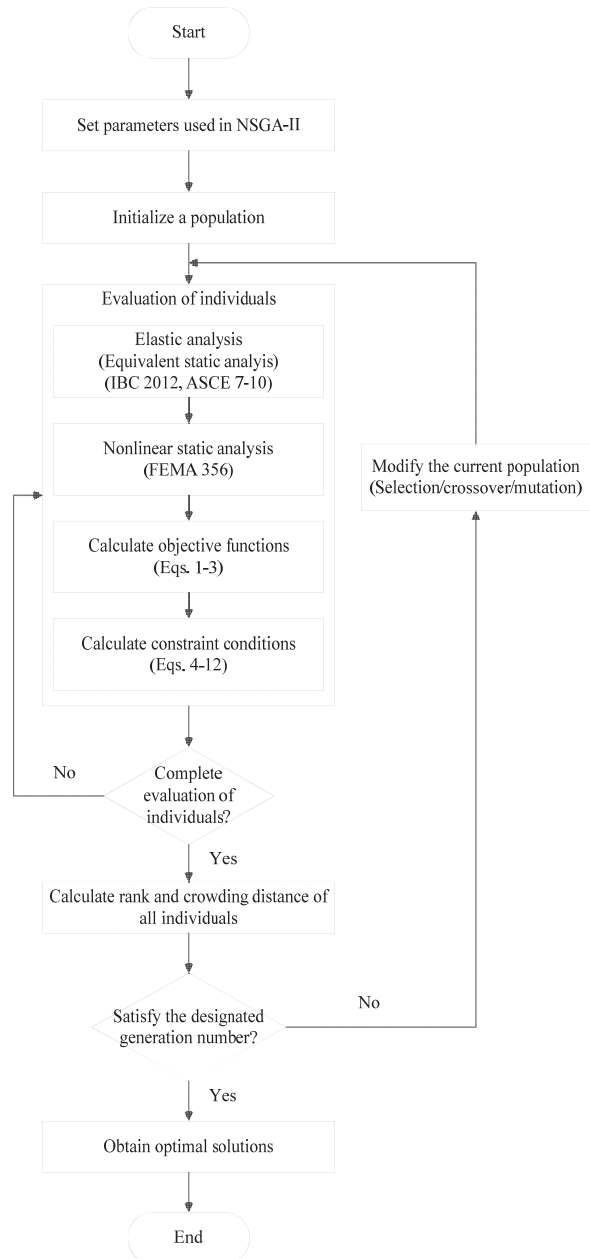 Start
Set parameters used in NSGA-II
Initialize a population
Evaluation of individuals
Elastic analysis
(Equivalent static analyis)
(IBC 2012, ASCE 7-10)
Nonlinear static analysis
(FEMA 356)
Calculate objective functions
(Eqs. 1-3)
Calculate constraint conditions
(Eqs. 4-12)
Modify the current population
(Selection/crossover/mutation)
No
Complete
evaluation of
individuals?
Yes
Calculate rank and crowding distance of
all individuals
No
Satisfy the designated
generation number?
Yes
Obtain optimal solutions
End